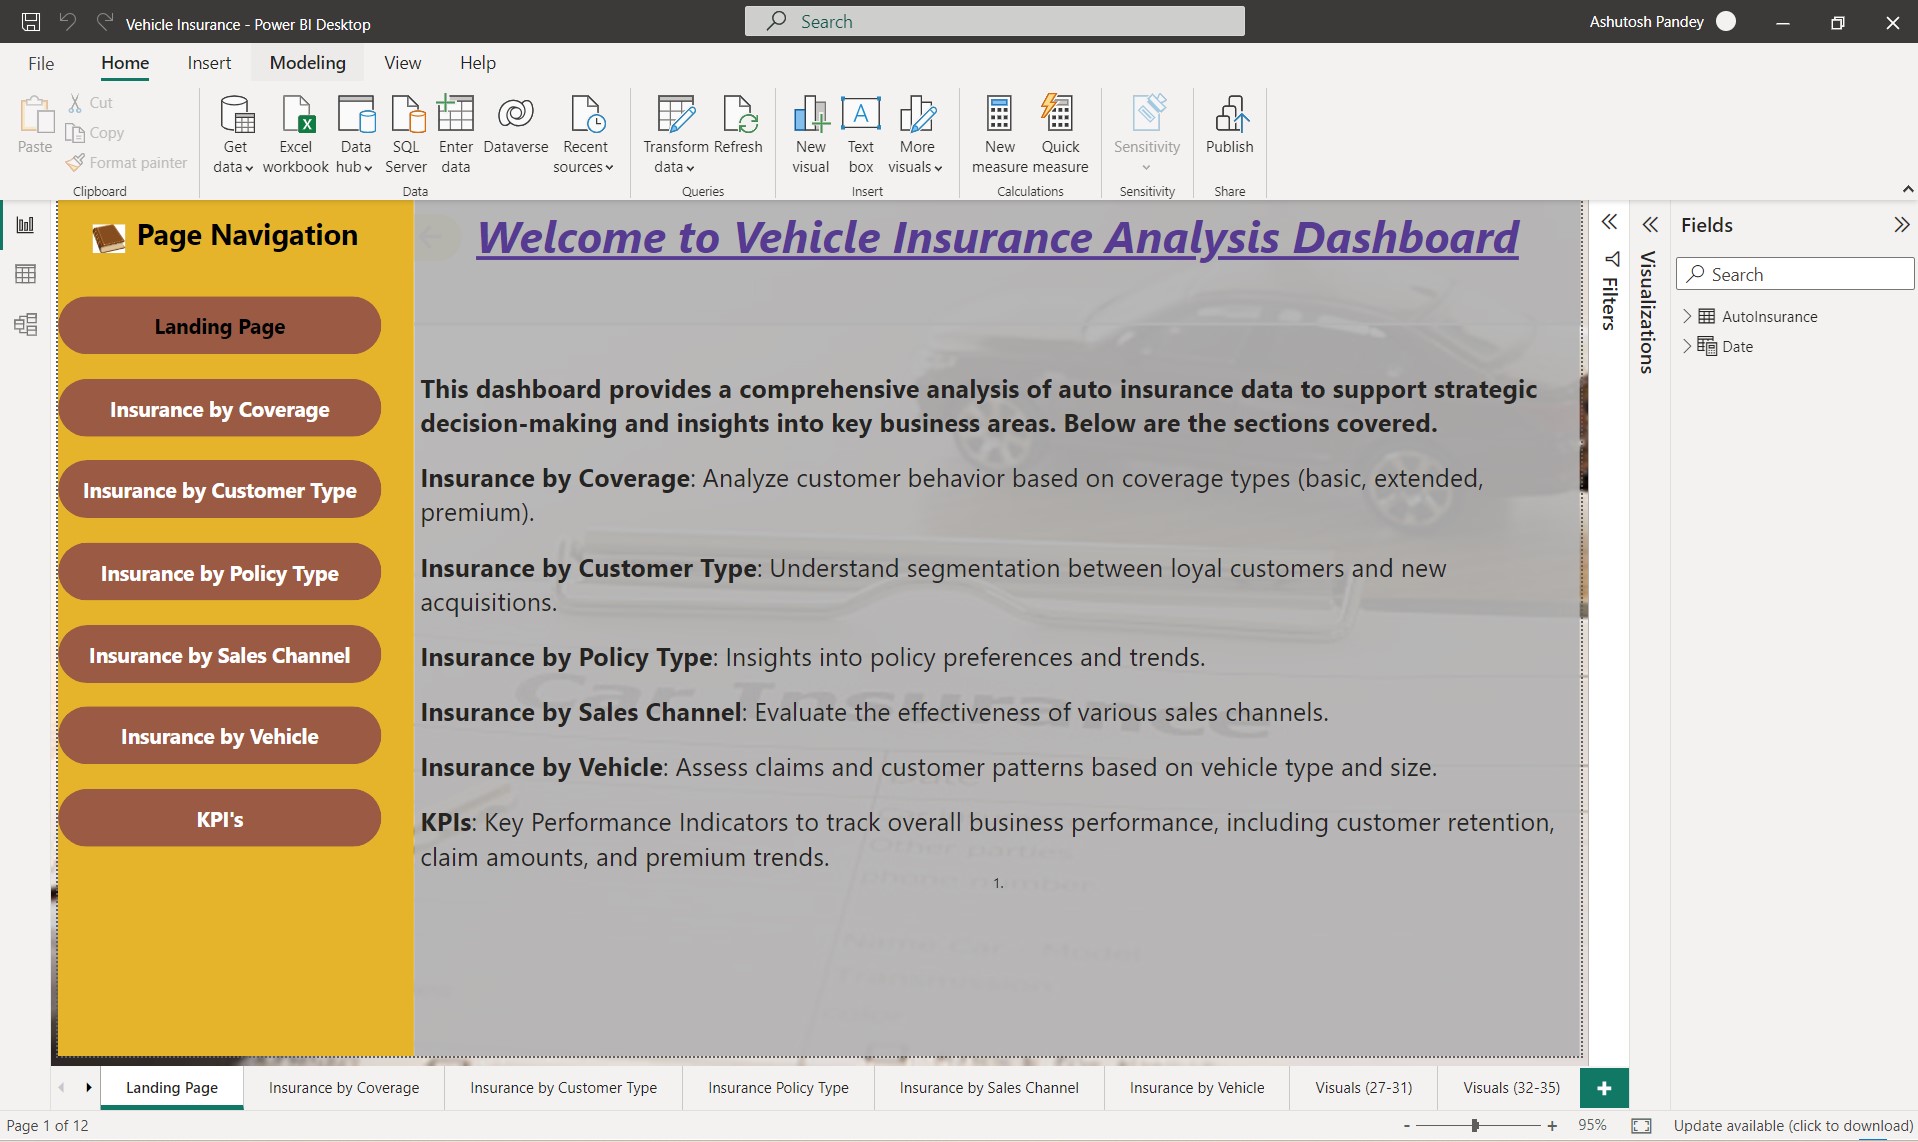 Vehicle Insurance - Power BI Desktop
Search
Ashutosh Pandey
File Home Insert Modeling View Help
Paste
Cut
Copy
Format painter
Clipboard
Get data
Excel workbook
Data hub
SQL Server
Enter data
Dataverse
Recent sources
Data
Transform data
Refresh
Queries
New visual
Text box
More visuals
Insert
New measure
Quick measure
Calculations
Sensitivity
Sensitivity
Publish
Share
Page Navigation
Landing Page
Insurance by Coverage
Insurance by Customer Type
Insurance by Policy Type
Insurance by Sales Channel
Insurance by Vehicle
KPI's
Welcome to Vehicle Insurance Analysis Dashboard
This dashboard provides a comprehensive analysis of auto insurance data to support strategic
decision-making and insights into key business areas. Below are the sections covered.
Insurance by Coverage: Analyze customer behavior based on coverage types (basic, extended,
premium).
Insurance by Customer Type: Understand segmentation between loyal customers and new
acquisitions.
Insurance by Policy Type: Insights into policy preferences and trends.
Car Insurance
Insurance by Sales Channel: Evaluate the effectiveness of various sales channels.
Insurance by Vehicle: Assess claims and customer patterns based on vehicle type and size.
Date
KPIs: Key Performance Indicators to track overall business performance, including customer retention,
claim amounts, and premium trends.
Other parties
phone number
1.
Filters
Visualizations
Fields
Search
AutoInsurance
Date
Landing Page
Insurance by Coverage
Insurance by Customer Type
Insurance Policy Type
Insurance by Sales Channel
Insurance by Vehicle
Visuals (27-31)
Visuals (32-35)
+
Page 1 of 12
- + 95%
Update available (click to download)